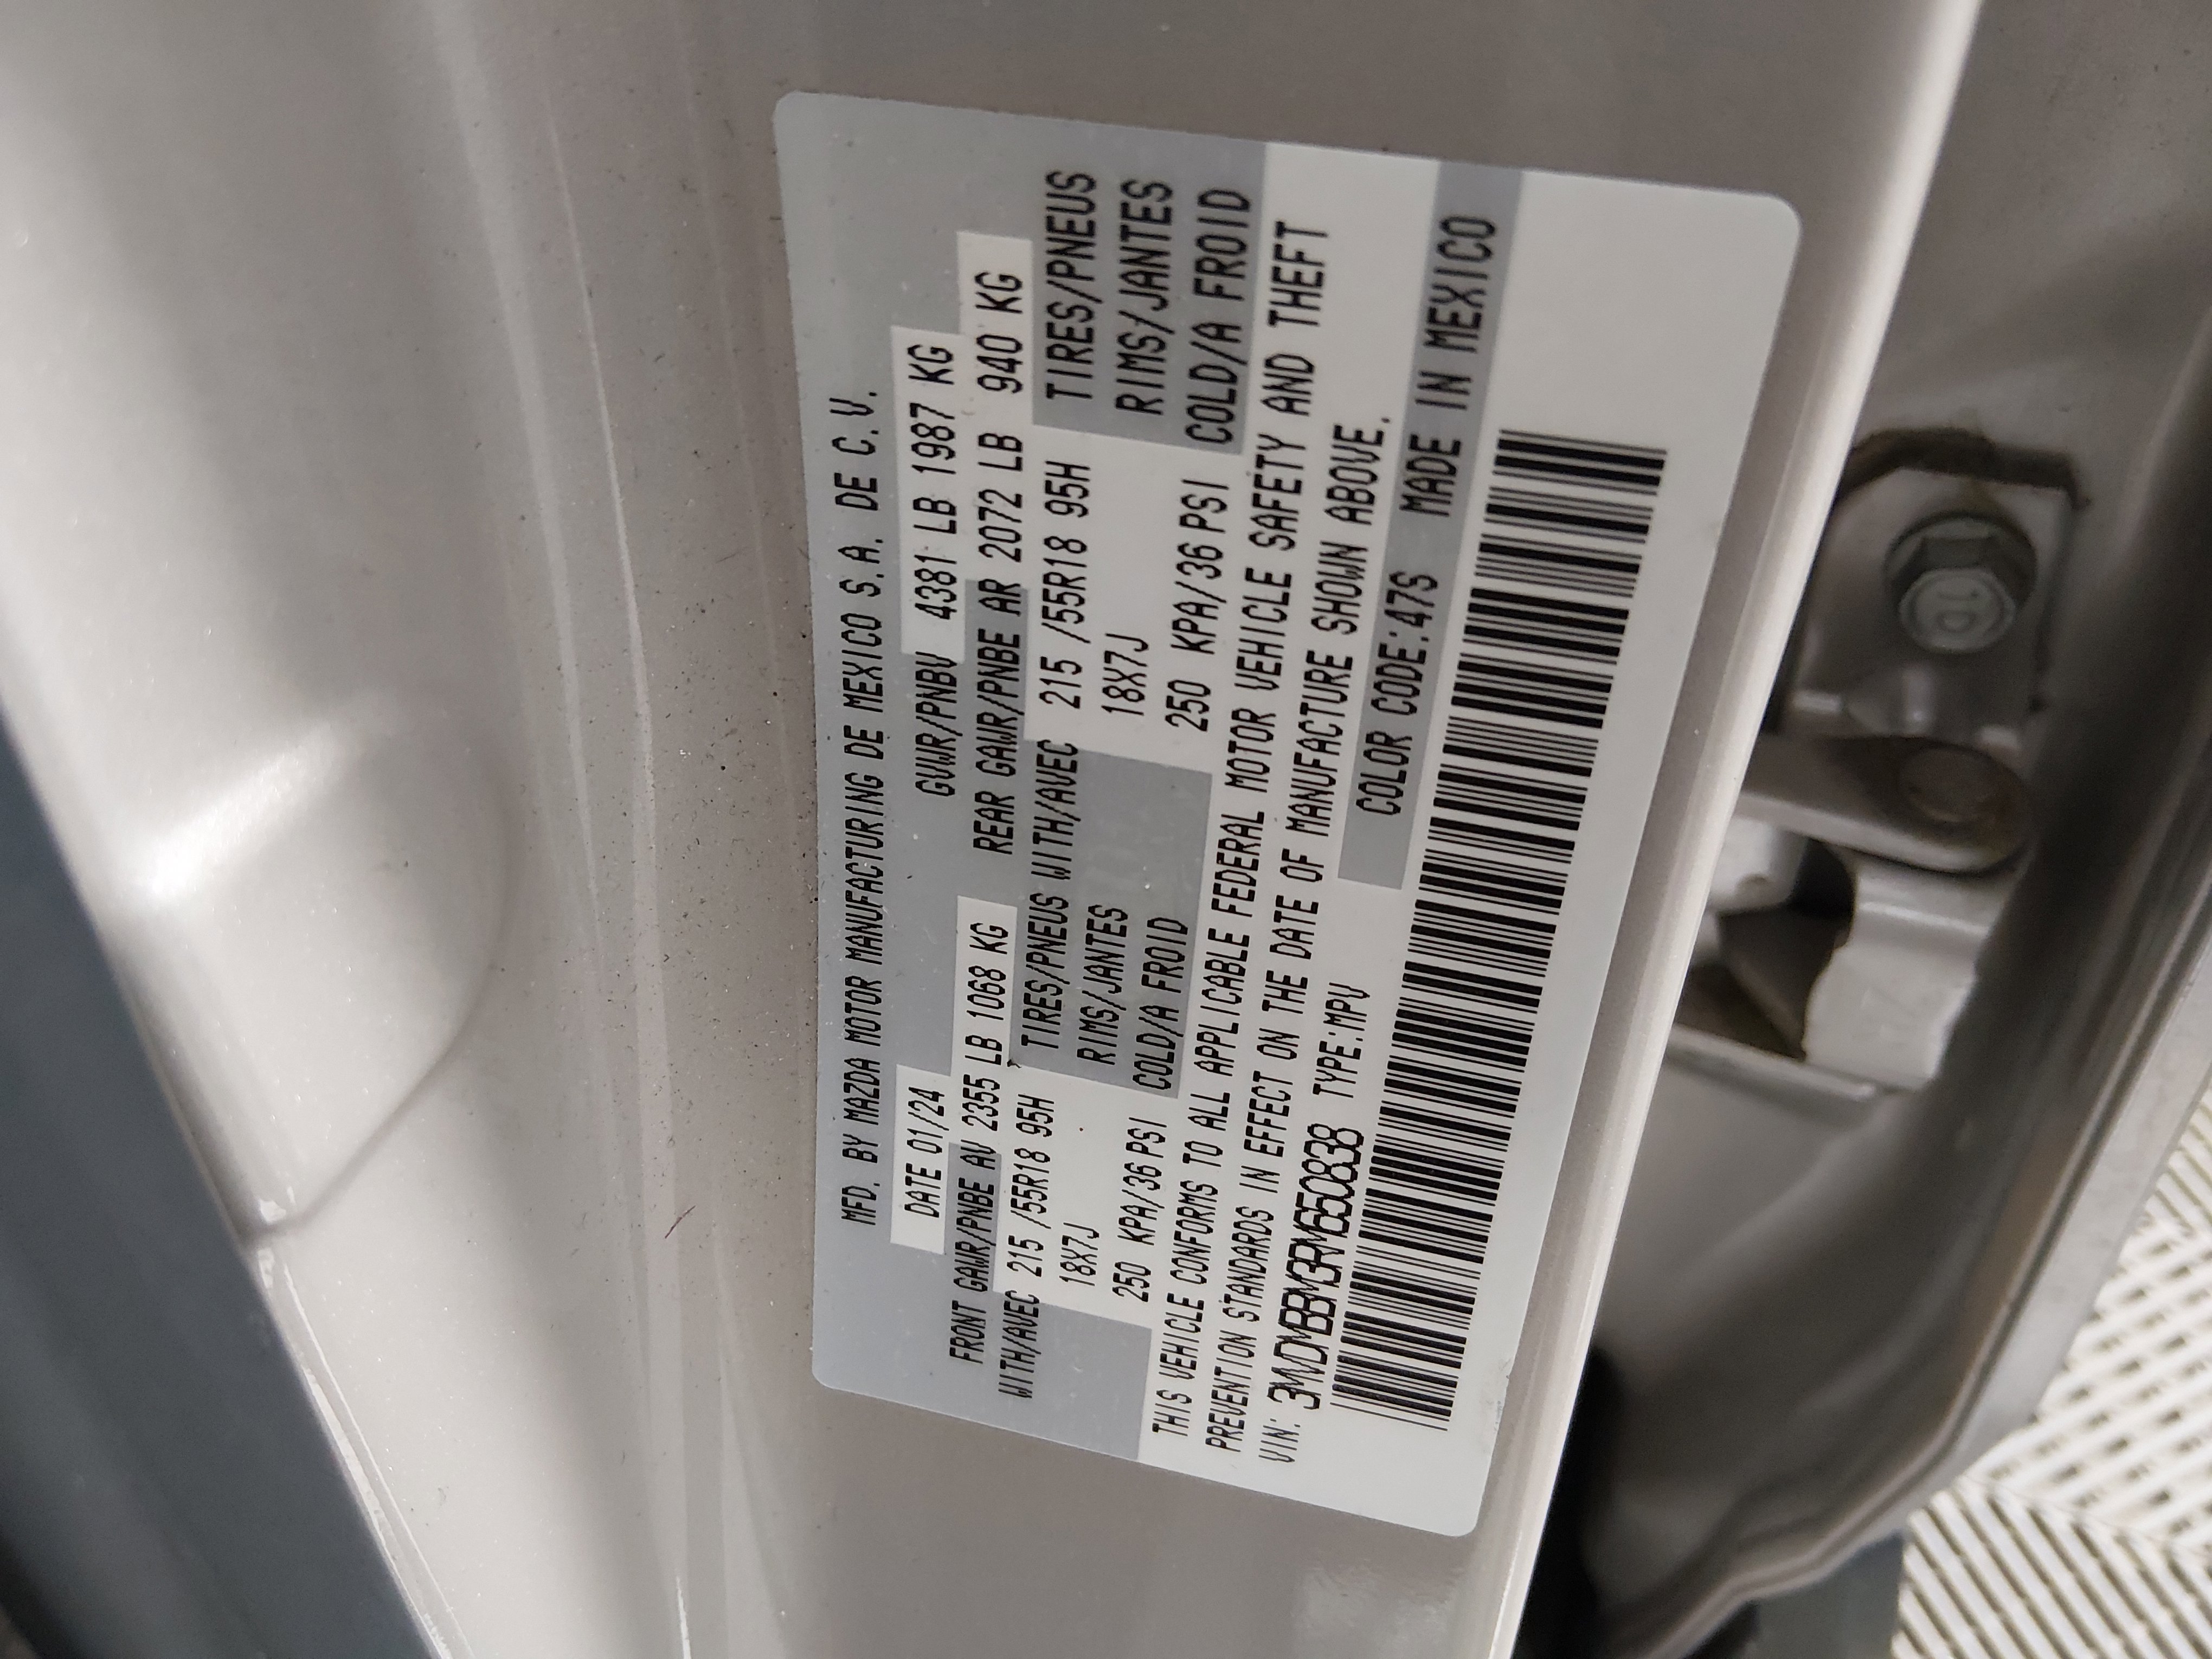 MFD. BY MAZDA MOTOR MANUFACTURING DE MEXICO S.A. DE C.V.
DATE 01/24 GVWR/PNBV 4381 LB 1987 KG
FRONT GAWR/PNBE AV 2355 LB 1068 KG REAR GAWR/PNBE AR 2072 LB 940 KG
WITH/AVEC 215 /55R18 95H TIRES/PNEUS WITH/AVEC 215 /55R18 95H TIRES/PNEUS
18X7J RIMS/JANTES 18X7J RIMS/JANTES
250 KPA/36 PSI COLD/A FROID 250 KPA/36 PSI COLD/A FROID
THIS VEHICLE CONFORMS TO ALL APPLICABLE FEDERAL MOTOR VEHICLE SAFETY AND THEFT
PREVENTION STANDARDS IN EFFECT ON THE DATE OF MANUFACTURE SHOWN ABOVE.
VIN: 3MVDMBBM3RM650838 TYPE:MPV COLOR CODE:47S MADE IN MEXICO
10